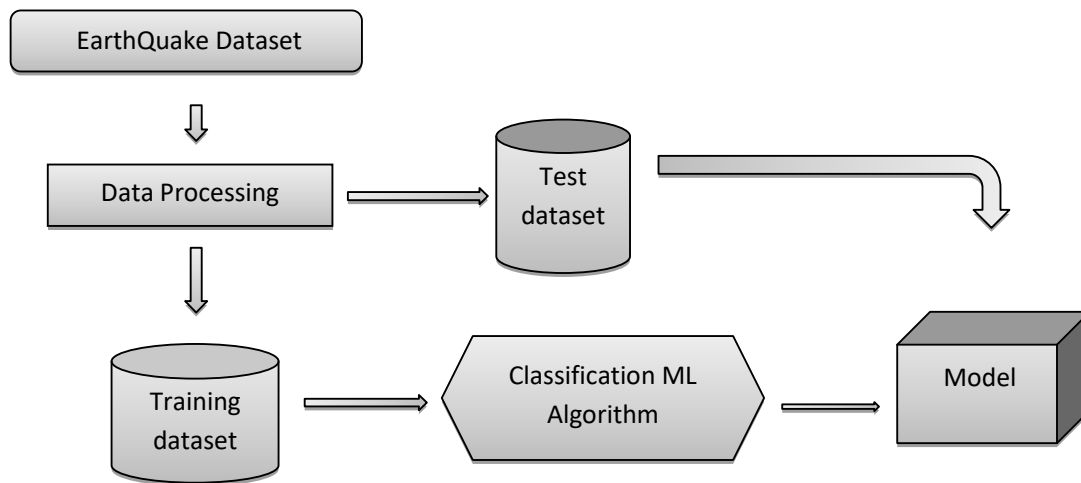 EarthQuake Dataset
Data Processing
Test
dataset
Training
dataset
Classification ML
Algorithm
Model